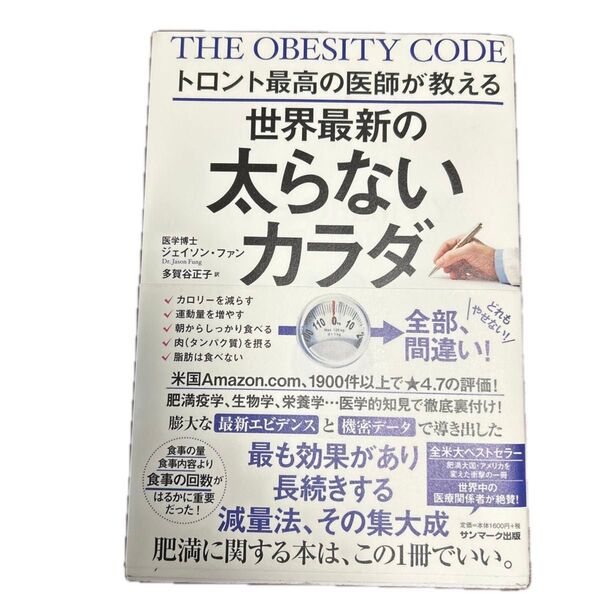 THE OBESITY CODE
トロント最高の医師が教える
世界最新の
太らない
カラダ
医学博士
ジェイソン・ファン
Dr. Jason Fung
多賀谷正子 訳
✓ カロリーを減らす
✓ 運動量を増やす
✓ 朝からしっかり食べる
✓ 肉(タンパク質)を摂る
✓ 脂肪は食べない
全部、
間違い!
どれも
やせない!
米国Amazon.com、1900件以上で★4.7の評価!
肥満疫学、生物学、栄養学…医学的知見で徹底裏付け!
膨大な最新エビデンスと機密データで導き出した
食事の量
食事内容より
食事の回数が
はるかに重要
だった!
最も効果があり
長続きする
減量法、その集大成
全米大ベストセラー
肥満大国・アメリカを
変えた衝撃の一冊
世界中の
医療関係者が絶賛!
定価=本体1600円+税
サンマーク出版
肥満に関する本は、この1冊でいい。